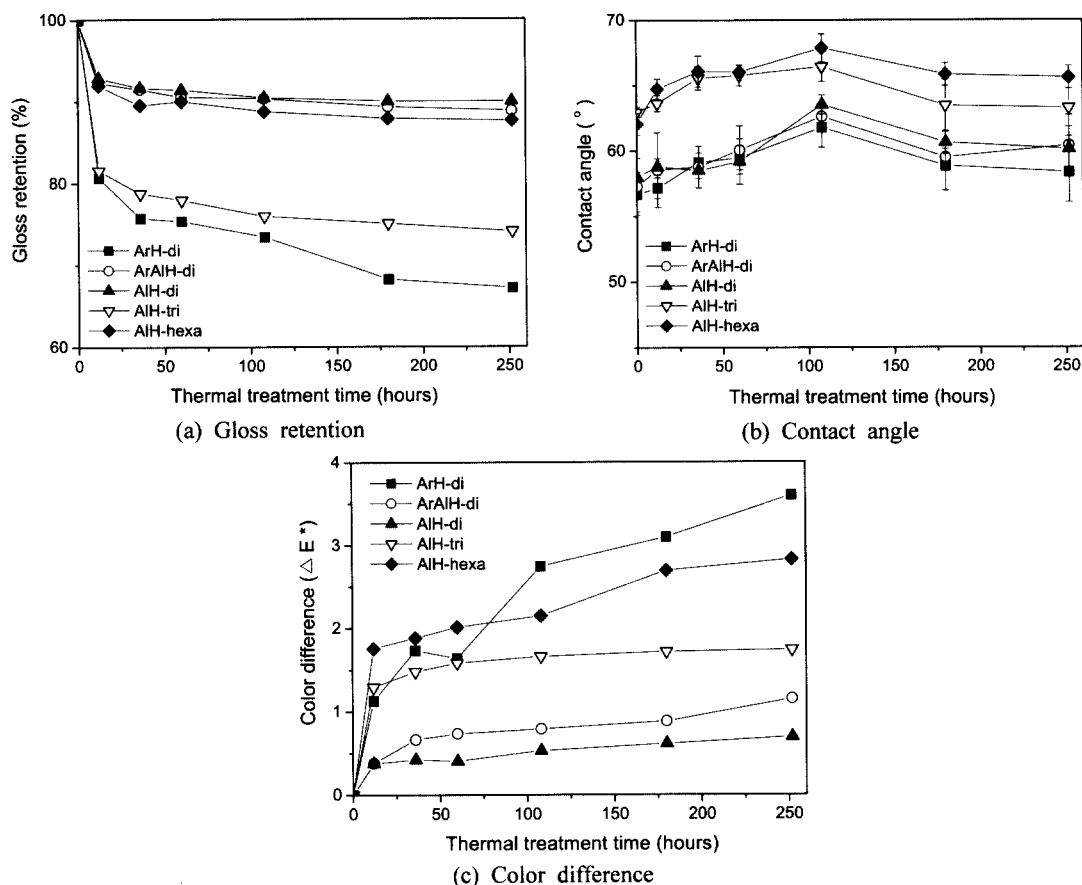 100
80
60
Gloss retention (%)
ArH-di
ArAlH-di
AlH-di
AlH-tri
AlH-hexa
0
50
100
150
200
250
Thermal treatment time (hours)
(a) Gloss retention
70
60
50
Contact angle ( ° )
ArH-di
ArAlH-di
AlH-di
AlH-tri
AlH-hexa
0
50
100
150
200
250
Thermal treatment time (hours)
(b) Contact angle
4
3
2
1
0
Color difference (△ E *)
ArH-di
ArAlH-di
AlH-di
AlH-tri
AlH-hexa
0
50
100
150
200
250
Thermal treatment time (hours)
(c) Color difference